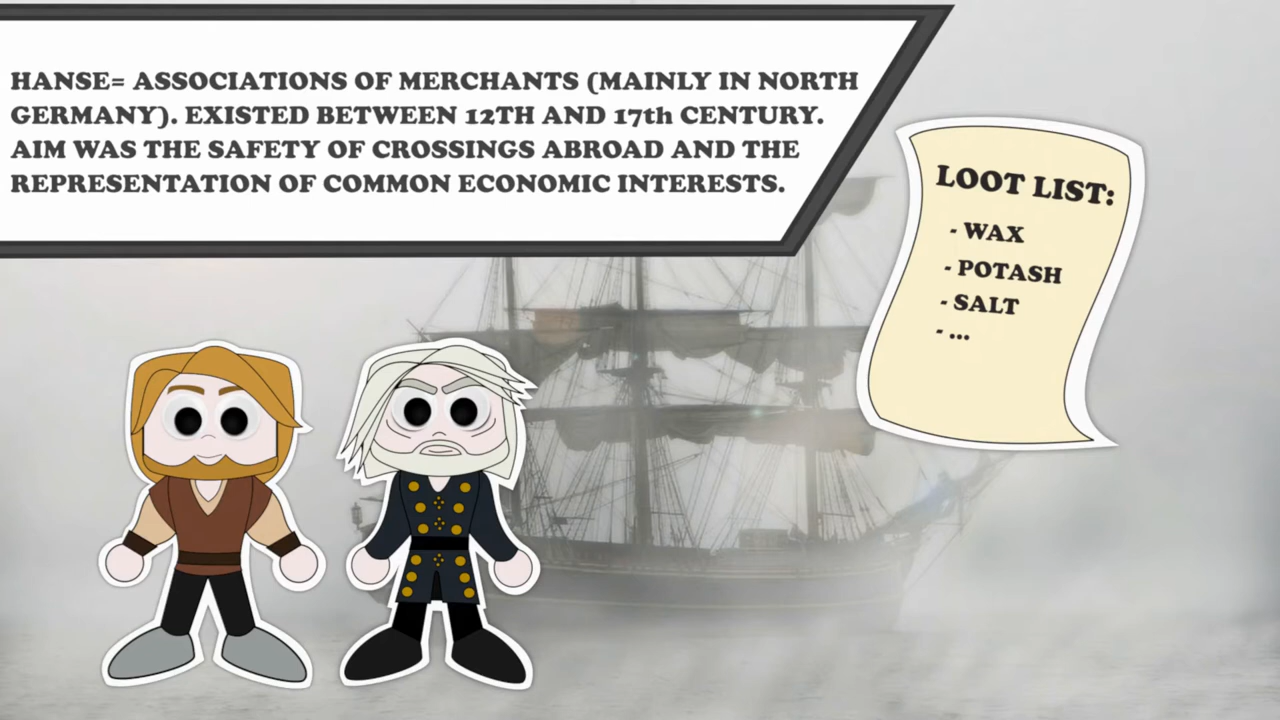 HANSE= ASSOCIATIONS OF MERCHANTS (MAINLY IN NORTH
GERMANY). EXISTED BETWEEN 12TH AND 17th CENTURY.
AIM WAS THE SAFETY OF CROSSINGS ABROAD AND THE
REPRESENTATION OF COMMON ECONOMIC INTERESTS.
LOOT LIST:
- WAX
- POTASH
- SALT
- ...